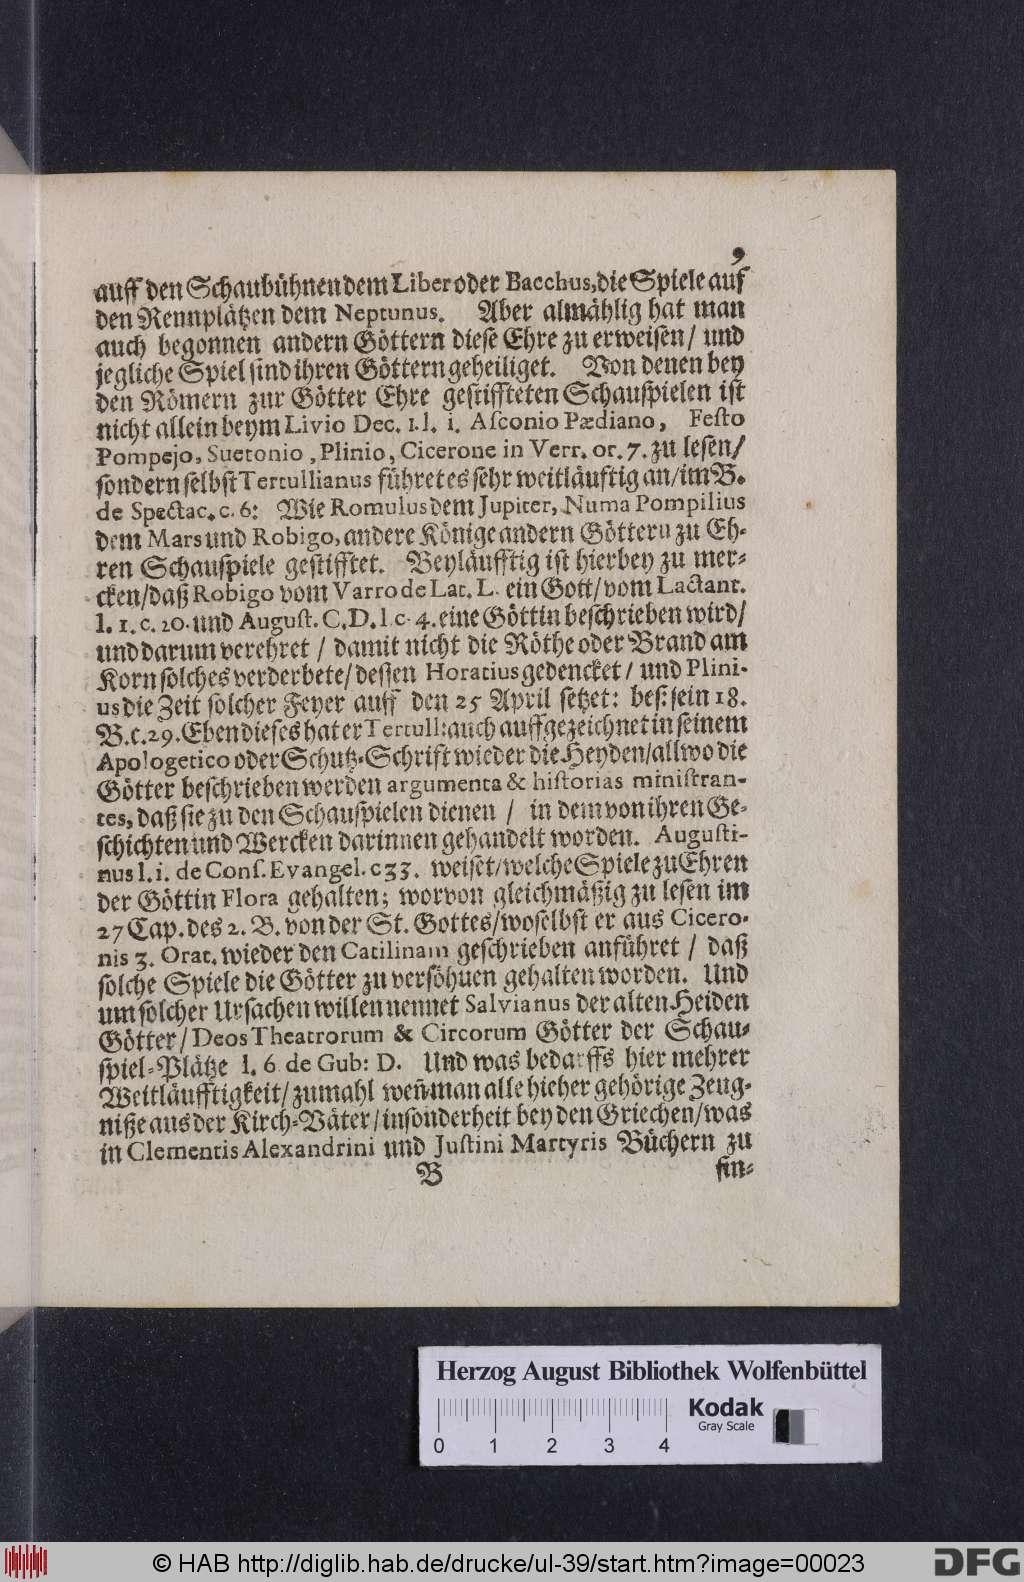 9
auff den Schaubühnen dem Liber oder Bacchus, die Spiele auf
den Rennplätzen dem Neptunus. Aber almählig hat man
auch begonnen andern Göttern diese Ehre zu erweisen/ und
jegliche Spiel sind ihren Göttern geheiliget. Von denen bey
den Römern zur Götter Ehre gestiffteten Schauspielen ist
nicht allein beym Livio Dec. 1. l. 1. Asconio Pædiano, Festo
Pompejo, Suetonio, Plinio, Cicerone in Verr. or. 7. zu lesen/
sondern selbst Tertullianus führet es sehr weitläuftig an/ im B.
de Spectac. c. 6: Wie Romulus dem Jupiter, Numa Pompilius
dem Mars und Robigo, andere Könige andern Göttern zu Eh-
ren Schauspiele gestifftet. Beyläufftig ist hierbey zu mer-
cken/ daß Robigo vom Varro de Lat. L. ein Gott/ vom Lactant.
l. 1. c. 20. und August. C. D. l c. 4. eine Göttin beschrieben wird/
und darum verehret / damit nicht die Röthe oder Brand am
Korn solches verderbete/ dessen Horatius gedencket/ und Plini-
us die Zeit solcher Feyer auff den 25 April setzet: bes. sein 18.
B. c. 29. Eben dieses hat er Tertull: auch auffgezeichnet in seinem
Apologetico oder Schutz-Schrift wieder die Heyden/ allwo die
Götter beschrieben werden argumenta & historias ministran-
tes, daß sie zu den Schauspielen dienen / in dem von ihren Ge-
schichten und Wercken darinnen gehandelt worden. Augusti-
nus l. i. de Cons. Evangel. c 33. weiset/ welche Spiele zu Ehren
der Göttin Flora gehalten; worvon gleichmäßig zu lesen im
27 Cap. des 2. B. von der St. Gottes/ woselbst er aus Cicero-
nis 3. Orat. wieder den Catilinam geschrieben anführet / daß
solche Spiele die Götter zu versöhuen gehalten worden. Und
um solcher Ursachen willen nennet Salvianus der alten Heiden
Götter/ Deos Theatrorum & Circorum Götter der Schau-
spiel-Plätze l. 6 de Gub: D. Und was bedarffs hier mehrer
Weitläufftigkeit/ zumahl weñ man alle hieher gehörige Zeug-
niße aus der Kirch-Väter/ insonderheit bey den Griechen/ was
in Clementis Alexandrini und Justini Martyris Büchern zu
B fin-
Herzog August Bibliothek Wolfenbüttel
Kodak
Gray Scale
0 1 2 3 4
© HAB http://diglib.hab.de/drucke/ul-39/start.htm?image=00023
DFG